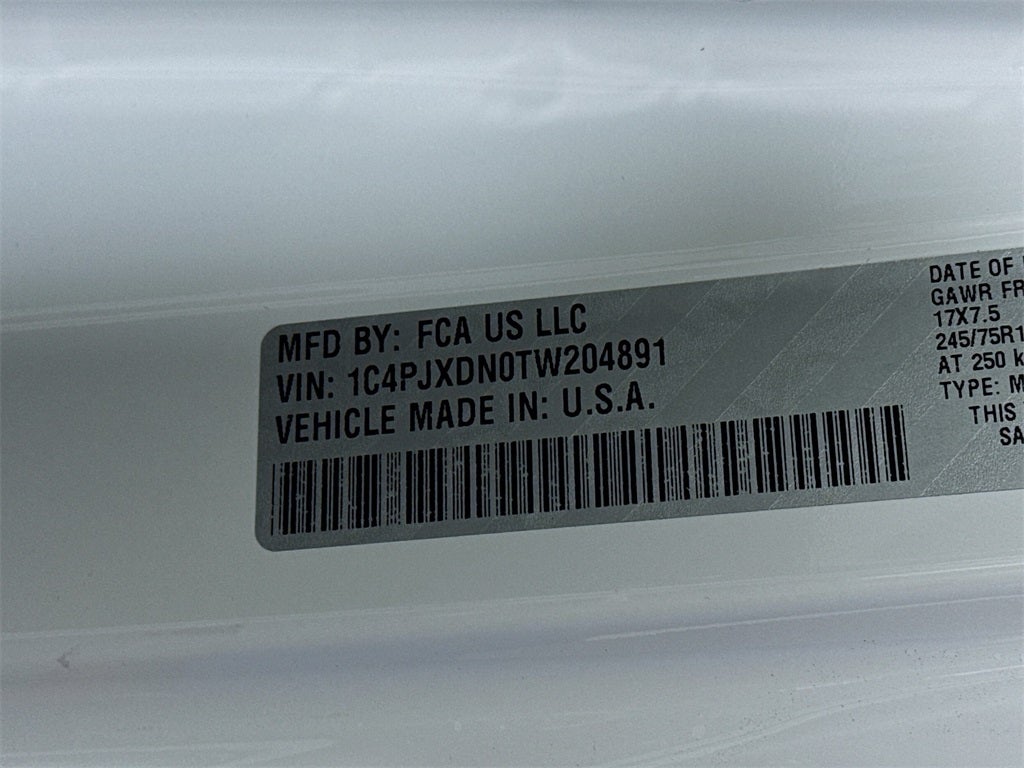 MFD BY: FCA US LLC
VIN: 1C4PJXDN0TW204891
VEHICLE MADE IN: U.S.A.
DATE OF
GAWR FR
17X7.5
245/75R1
AT 250 k
TYPE: M
THIS
SA